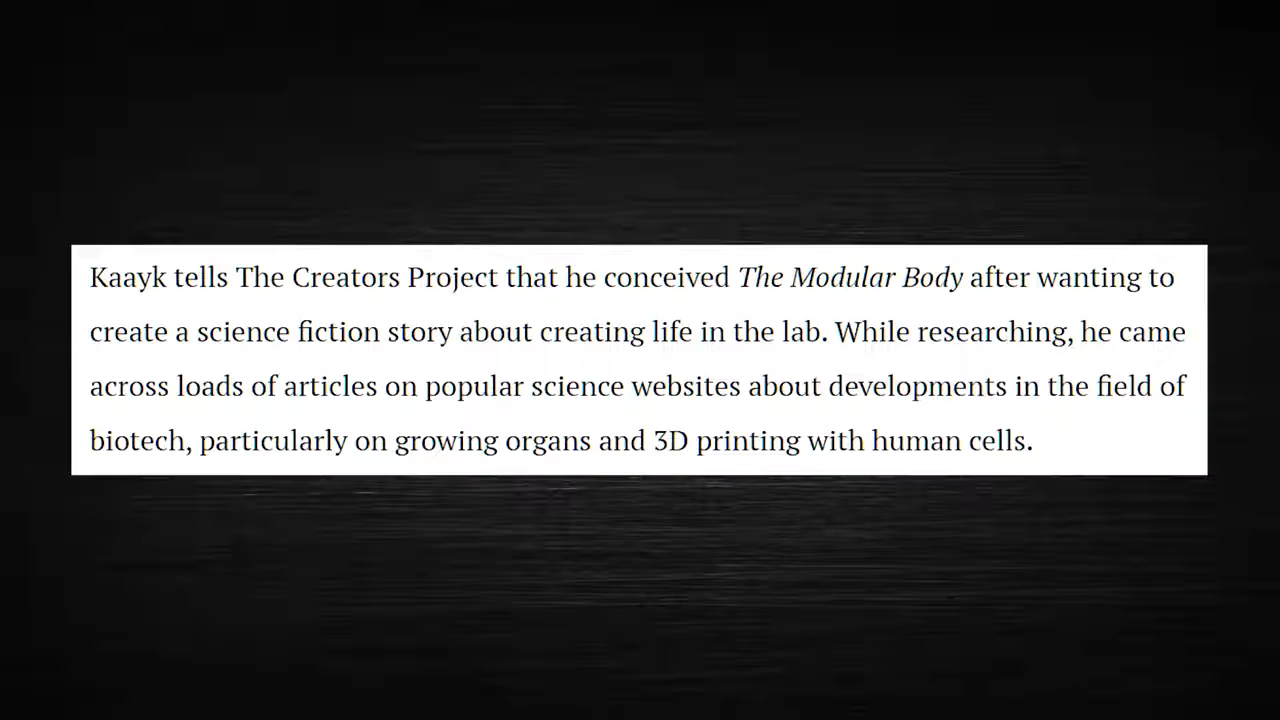 Kaayk tells The Creators Project that he conceived The Modular Body after wanting to
create a science fiction story about creating life in the lab. While researching, he came
across loads of articles on popular science websites about developments in the field of
biotech, particularly on growing organs and 3D printing with human cells.